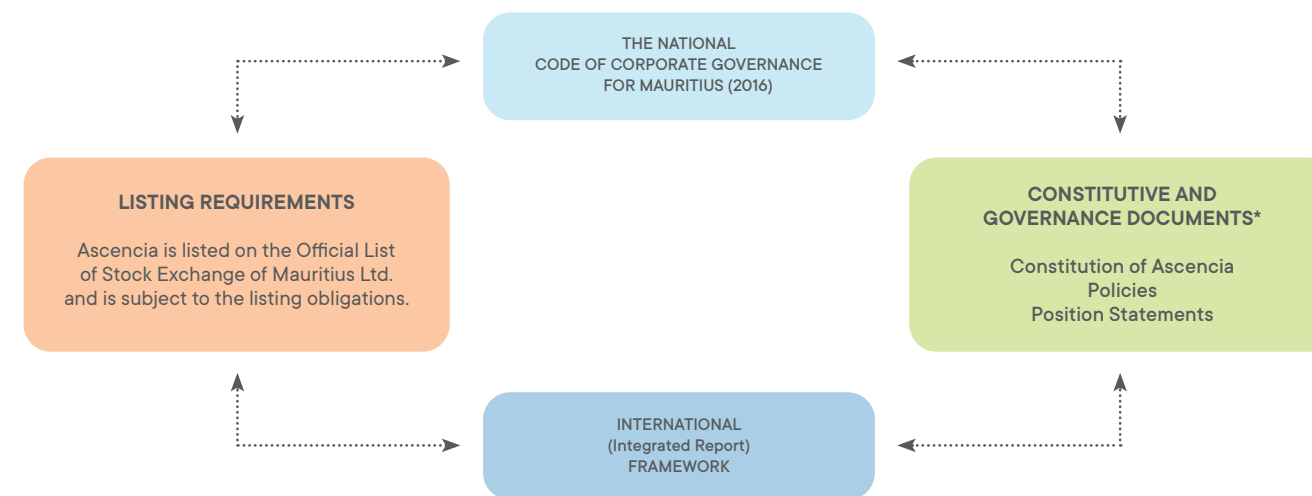 THE NATIONAL
CODE OF CORPORATE GOVERNANCE
FOR MAURITIUS (2016)
LISTING REQUIREMENTS
Ascencia is listed on the Official List
of Stock Exchange of Mauritius Ltd.
and is subject to the listing obligations.
CONSTITUTIVE AND
GOVERNANCE DOCUMENTS*
Constitution of Ascencia
Policies
Position Statements
INTERNATIONAL
(Integrated Report)
FRAMEWORK